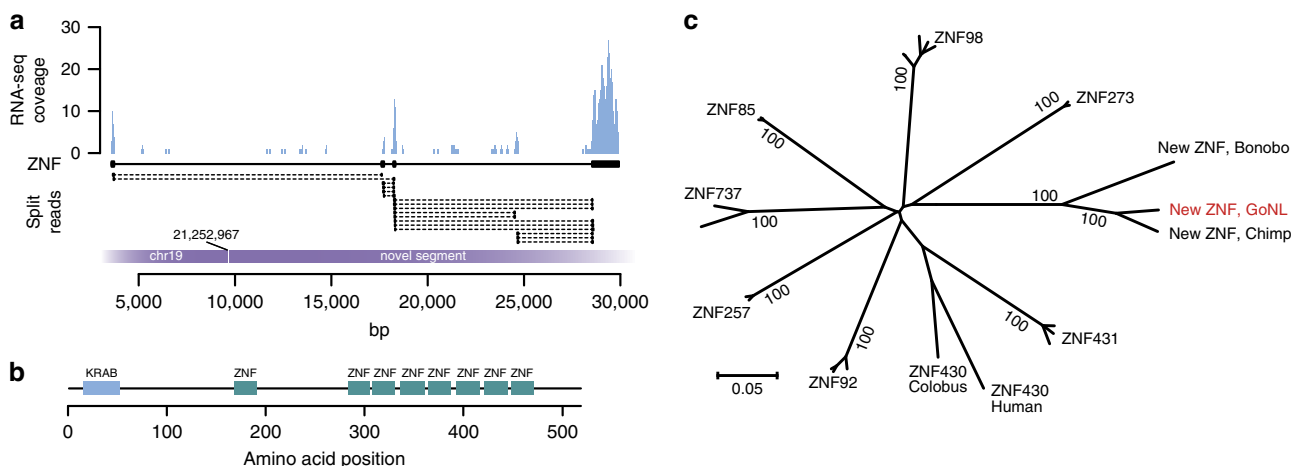 a
30
20
10
0
RNA-seq
coveage
ZNF
Split
reads
21,252,967
chr19
novel segment
5,000
10,000
15,000
20,000
25,000
30,000
bp
b
KRAB
ZNF
ZNF
ZNF
ZNF
ZNF
ZNF
ZNF
ZNF
0
100
200
300
400
500
Amino acid position
c
ZNF98
100
ZNF273
100
ZNF85
100
New ZNF, Bonobo
100
New ZNF, GoNL
100
New ZNF, Chimp
ZNF737
100
ZNF257
100
ZNF431
100
ZNF92
100
ZNF430
Colobus
ZNF430
Human
0.05